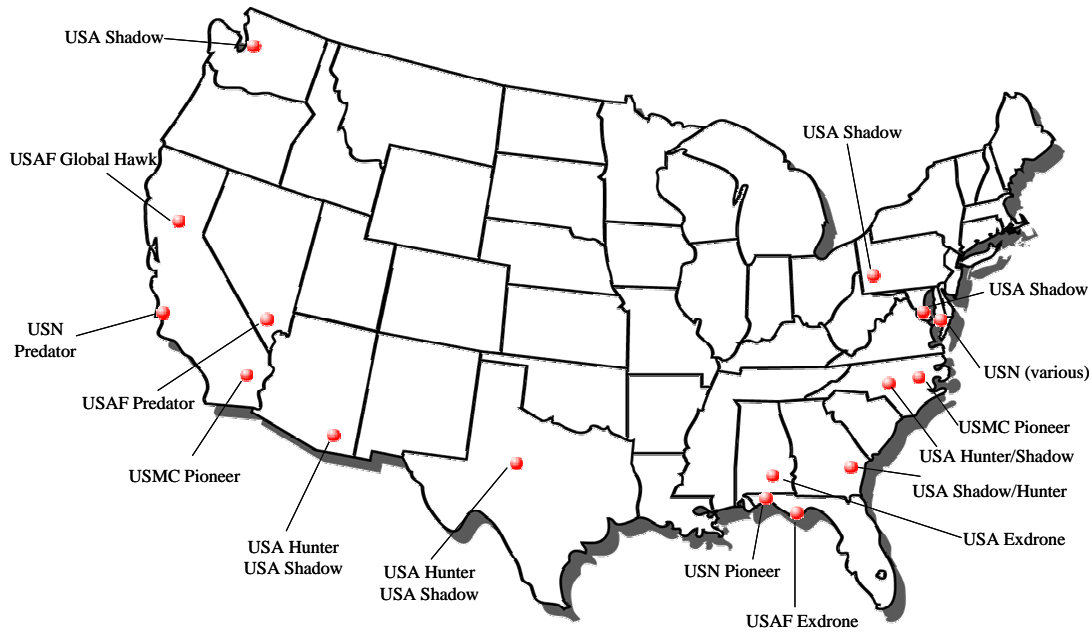 USA Shadow
USA Shadow
USAF Global Hawk
USA Shadow
USN
Predator
USN (various)
USAF Predator
USMC Pioneer
USA Hunter/Shadow
USMC Pioneer
USA Shadow/Hunter
USA Exdrone
USA Hunter
USA Shadow
USA Hunter
USA Shadow
USN Pioneer
USAF Exdrone